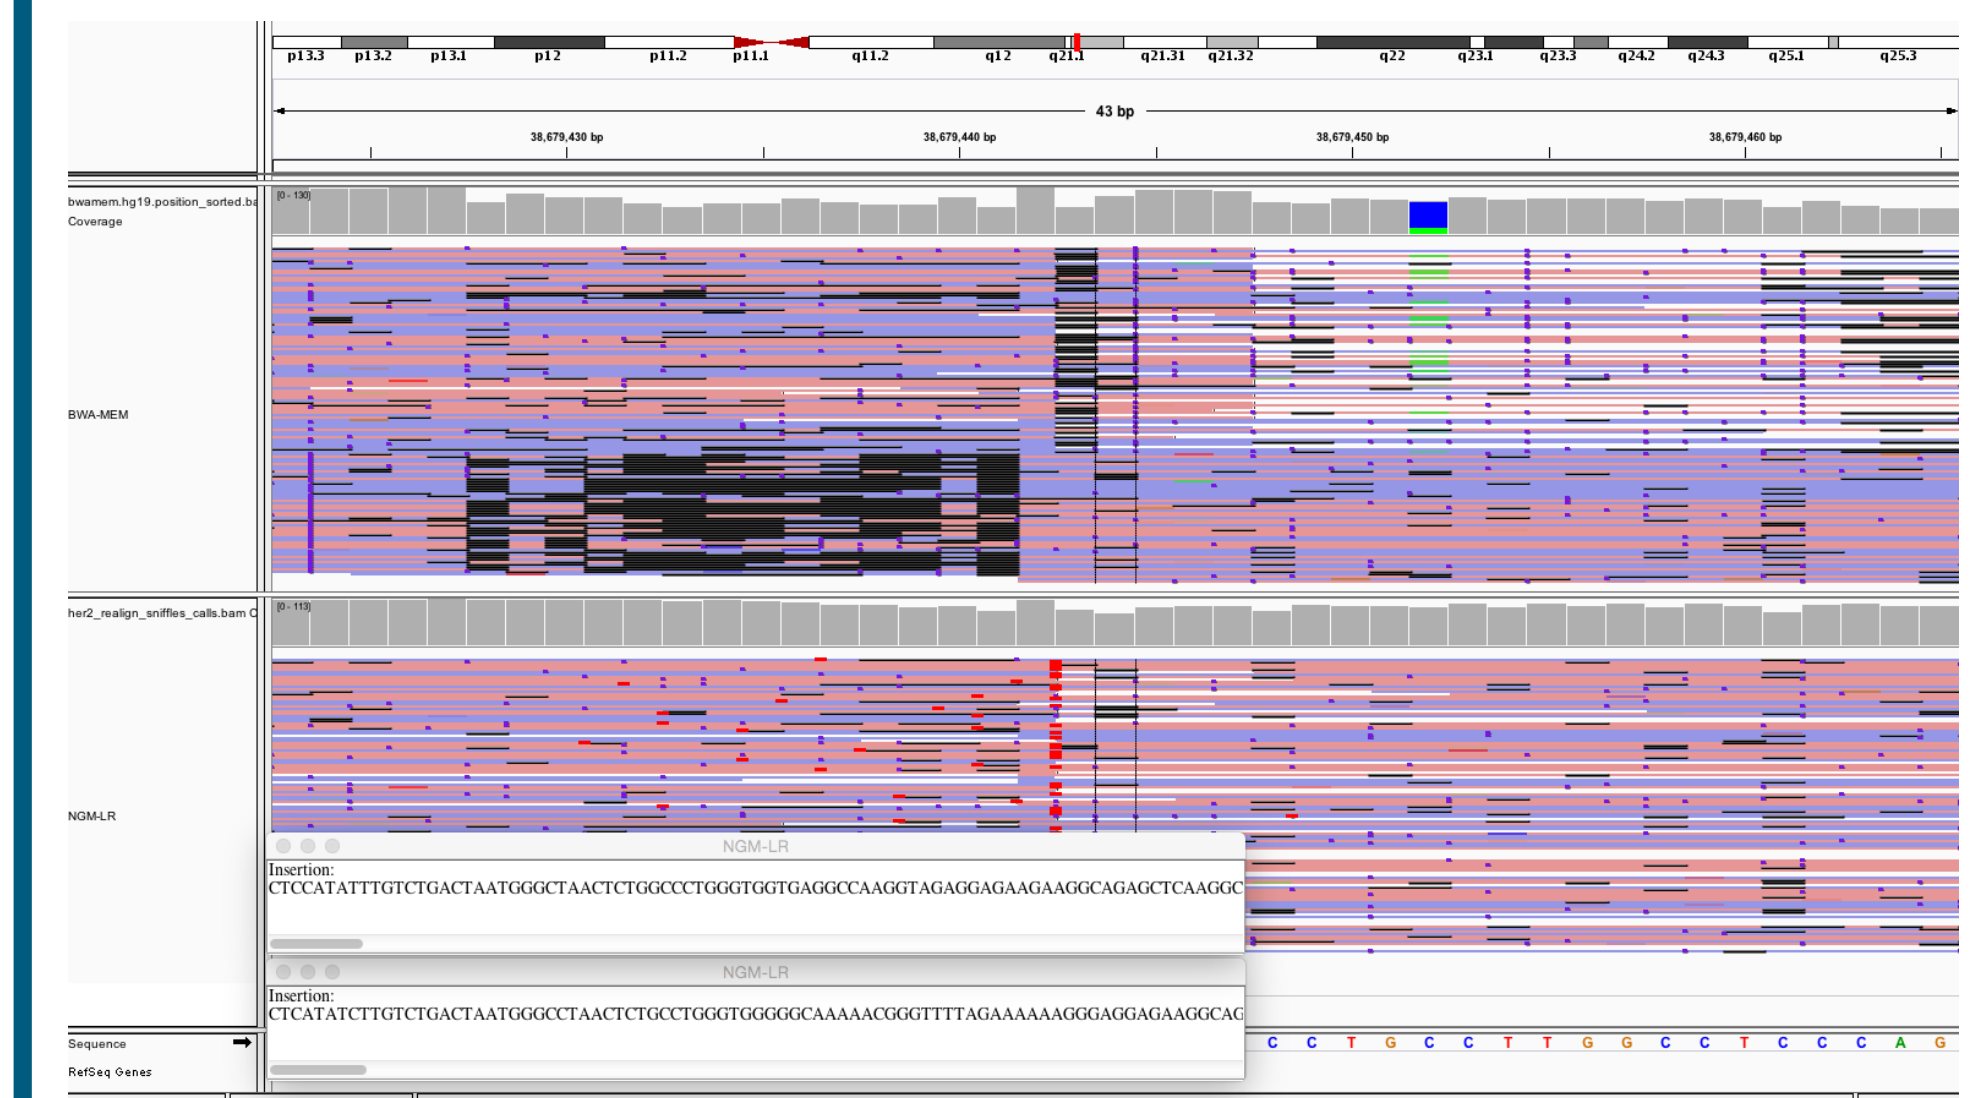 p13.3 p13.2 p13.1 p12 p11.2 p11.1 q11.2 q12 q21.1 q21.31 q21.32 q22 q23.1 q23.3 q24.2 q24.3 q25.1 q25.3
43 bp
38,679,430 bp 38,679,440 bp 38,679,450 bp 38,679,460 bp
bwamem.hg19.position_sorted.ba
Coverage
[0 - 130]
BWA-MEM
her2_realign_sniffles_calls.bam C
[0 - 113]
NGM-LR
NGM-LR
Insertion:
CTCCATATTTGTCTGACTAATGGGCTAACTCTGGCCCTGGGTGGTGAGGCCAAGGTAGAGGAGAAGAAGGCAGAGCTCAAGGC
NGM-LR
Insertion:
CTCATATCTTGTCTGACTAATGGGCCTAACTCTGCCTGGGTGGGGGCAAAAACGGGTTTTAGAAAAAAGGGAGGAGAAGGCAG
Sequence C C T G C C T T G G C C T C C C A G
RefSeq Genes